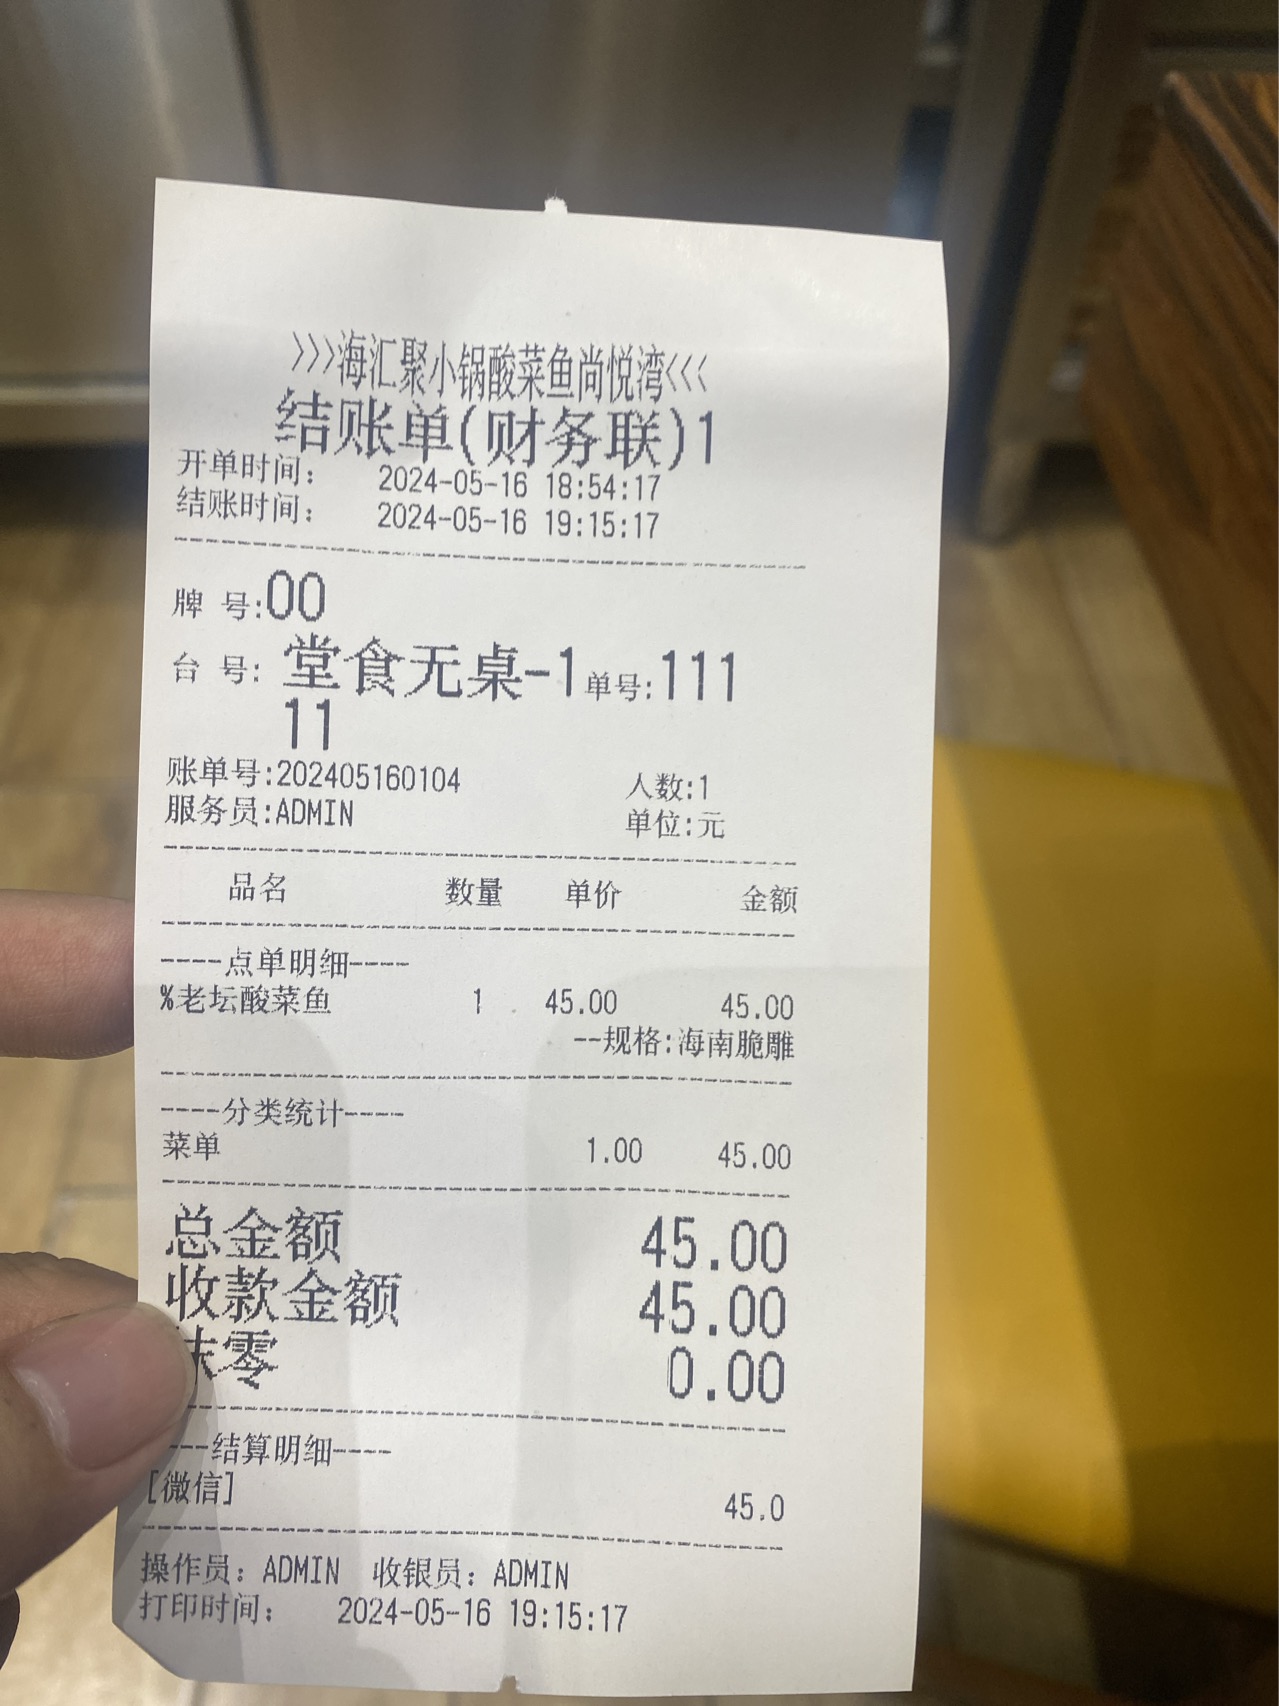 >>>海汇聚小锅酸菜鱼尚悦湾<<<
结账单(财务联)1
开单时间： 2024-05-16 18:54:17
结账时间： 2024-05-16 19:15:17
牌 号:00
台 号: 堂食无桌-1 单号:111
11
账单号:202405160104 人数:1
服务员:ADMIN 单位:元
品名 数量 单价 金额
----点单明细----
%老坛酸菜鱼 1 45.00 45.00
--规格:海南脆雕
----分类统计----
菜单 1.00 45.00
总金额 45.00
收款金额 45.00
抹零 0.00
---结算明细----
[微信] 45.0
操作员：ADMIN 收银员：ADMIN
打印时间： 2024-05-16 19:15:17